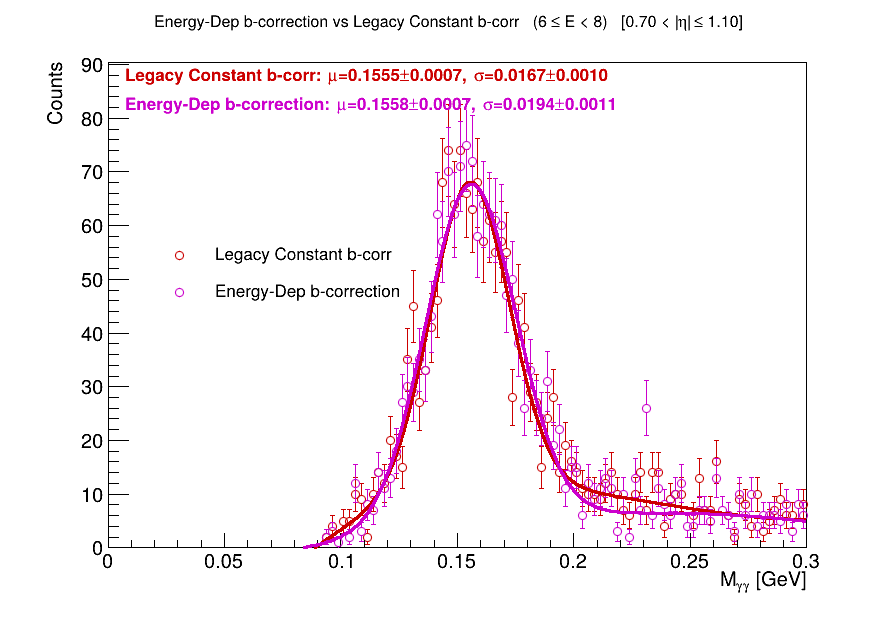 Energy-Dep b-correction vs Legacy Constant b-corr (6 ≤ E < 8) [0.70 < |η| ≤ 1.10]
Legacy Constant b-corr: μ=0.1555±0.0007, σ=0.0167±0.0010
Energy-Dep b-correction: μ=0.1558±0.0007, σ=0.0194±0.0011
Counts
90
80
70
60
50
40
30
20
10
0
Legacy Constant b-corr
Energy-Dep b-correction
0 0.05 0.1 0.15 0.2 0.25 0.3
Mγγ [GeV]